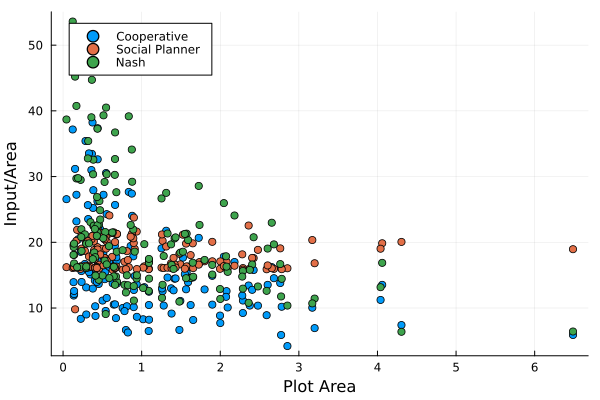 Cooperative
Social Planner
Nash
Input/Area
50
40
30
20
10
0 1 2 3 4 5 6
Plot Area